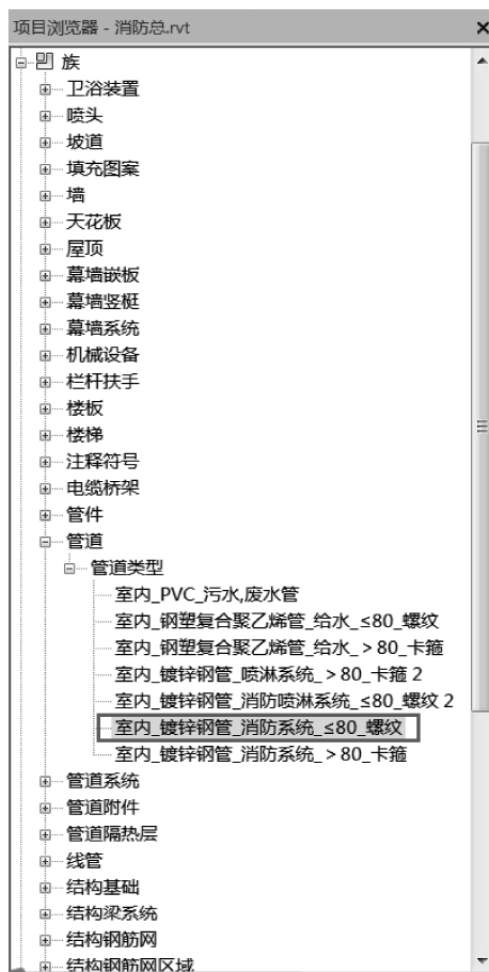 项目浏览器 - 消防总.rvt
族
卫浴装置
喷头
坡道
填充图案
墙
天花板
屋顶
幕墙嵌板
幕墙竖梃
幕墙系统
机械设备
栏杆扶手
楼板
楼梯
注释符号
电缆桥架
管件
管道
管道类型
室内_PVC_污水,废水管
室内_钢塑复合聚乙烯管_给水_≤80_螺纹
室内_钢塑复合聚乙烯管_给水_＞80_卡箍
室内_镀锌钢管_喷淋系统_＞80_卡箍 2
室内_镀锌钢管_消防喷淋系统_≤80_螺纹 2
室内_镀锌钢管_消防系统_≤80_螺纹
室内_镀锌钢管_消防系统_＞80_卡箍
管道系统
管道附件
管道隔热层
线管
结构基础
结构梁系统
结构钢筋网
结构钢筋网区域